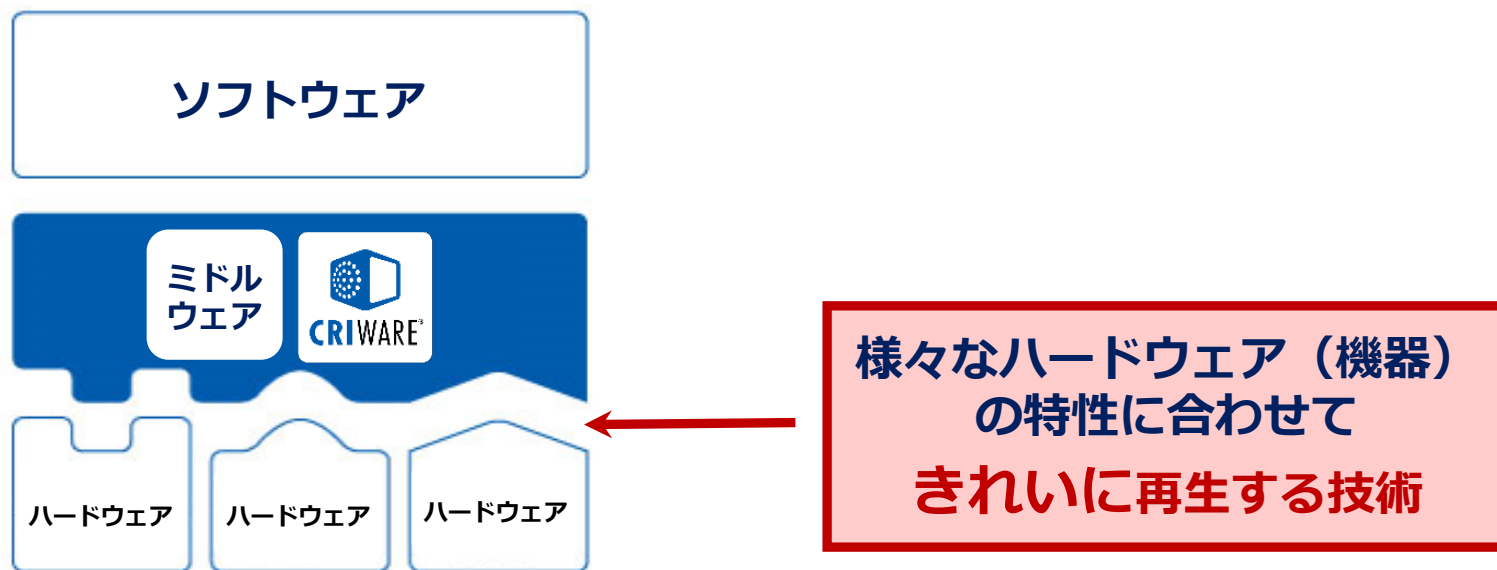 ソフトウェア
ミドル
ウェア
CRIWARE®
ハードウェア
ハードウェア
ハードウェア
様々なハードウェア（機器）
の特性に合わせて
きれいに再生する技術